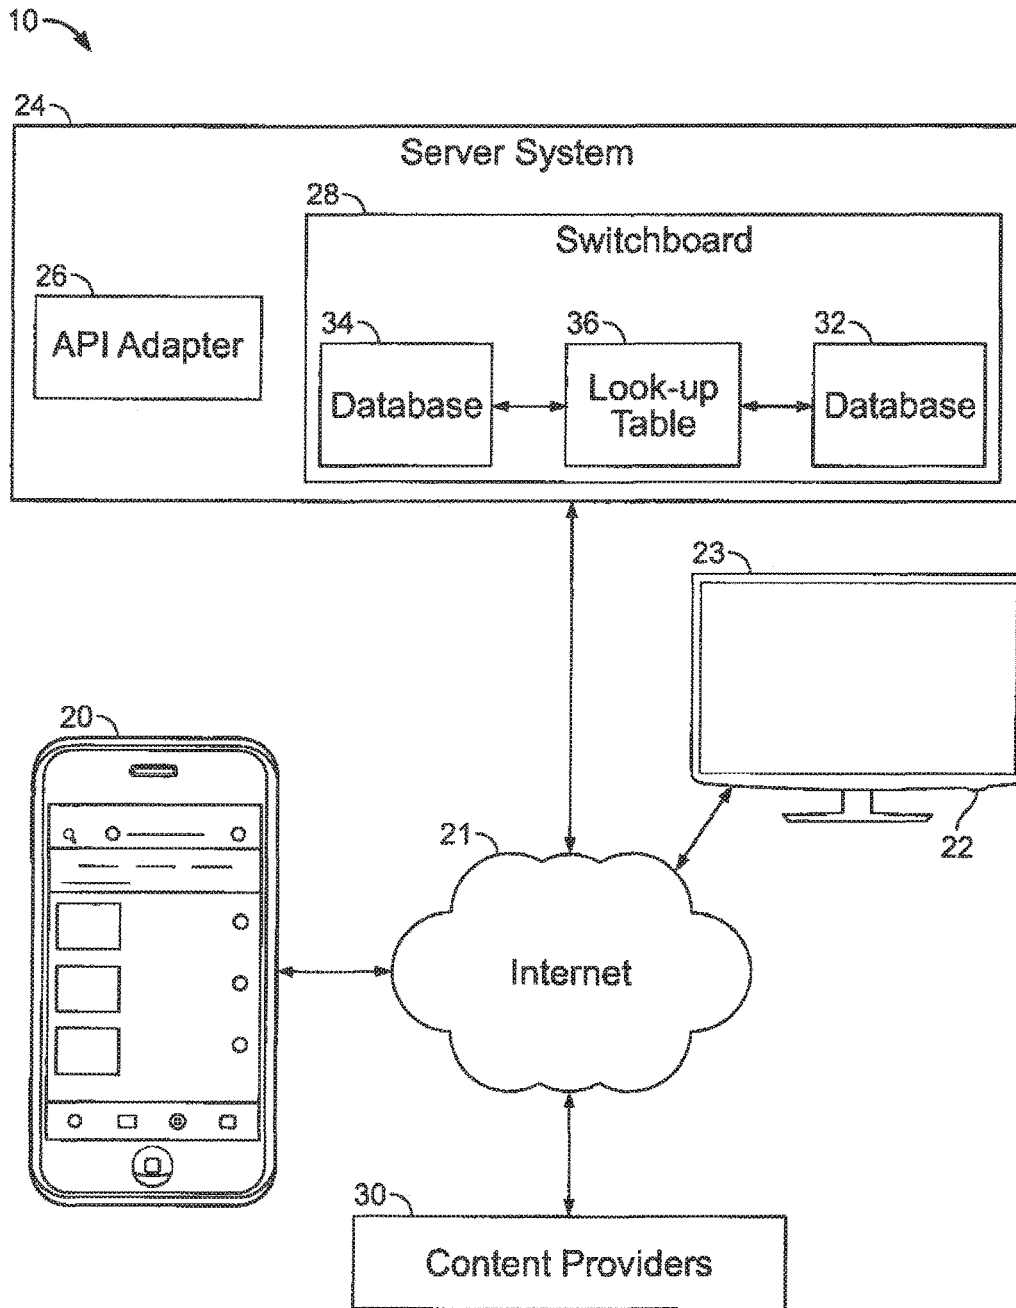 10
24
Server System
28
Switchboard
26
API Adapter
34
Database
36
Look-up
Table
32
Database
23
22
20
21
Internet
30
Content Providers